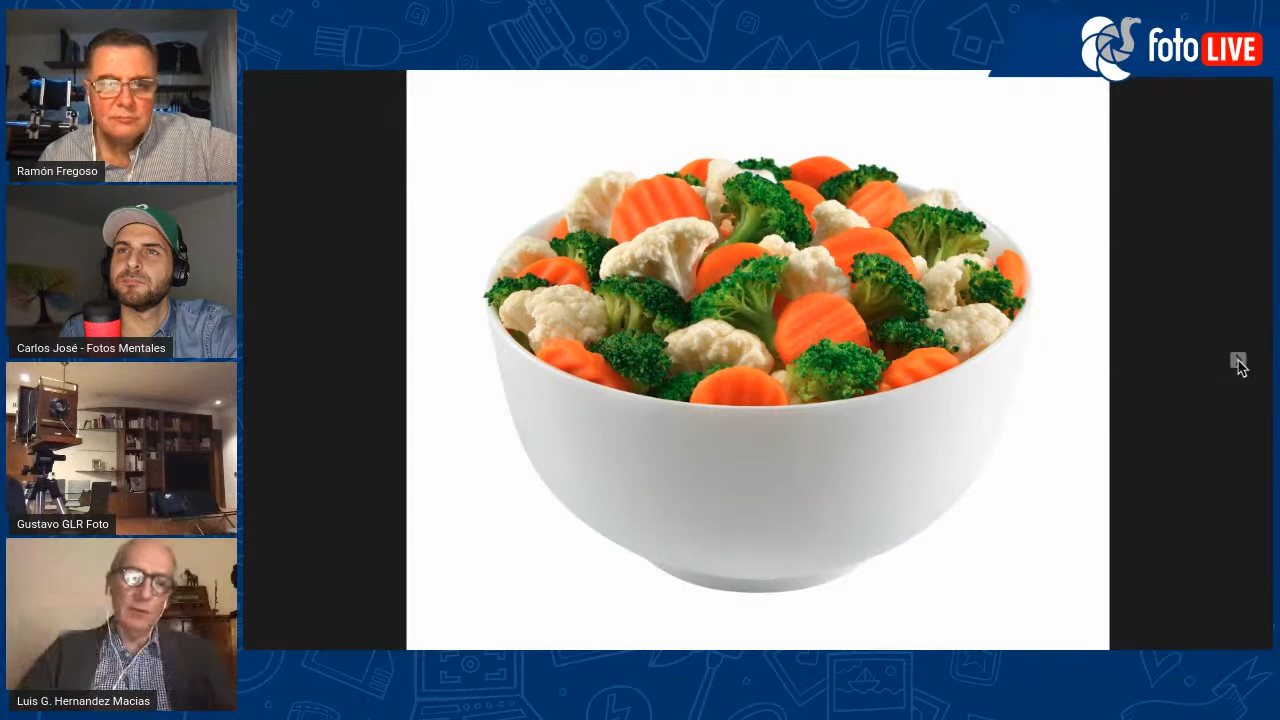 foto LIVE
Ramón Fregoso
Carlos José - Fotos Mentales
Gustavo GLR Foto
Luis G. Hernandez Macias